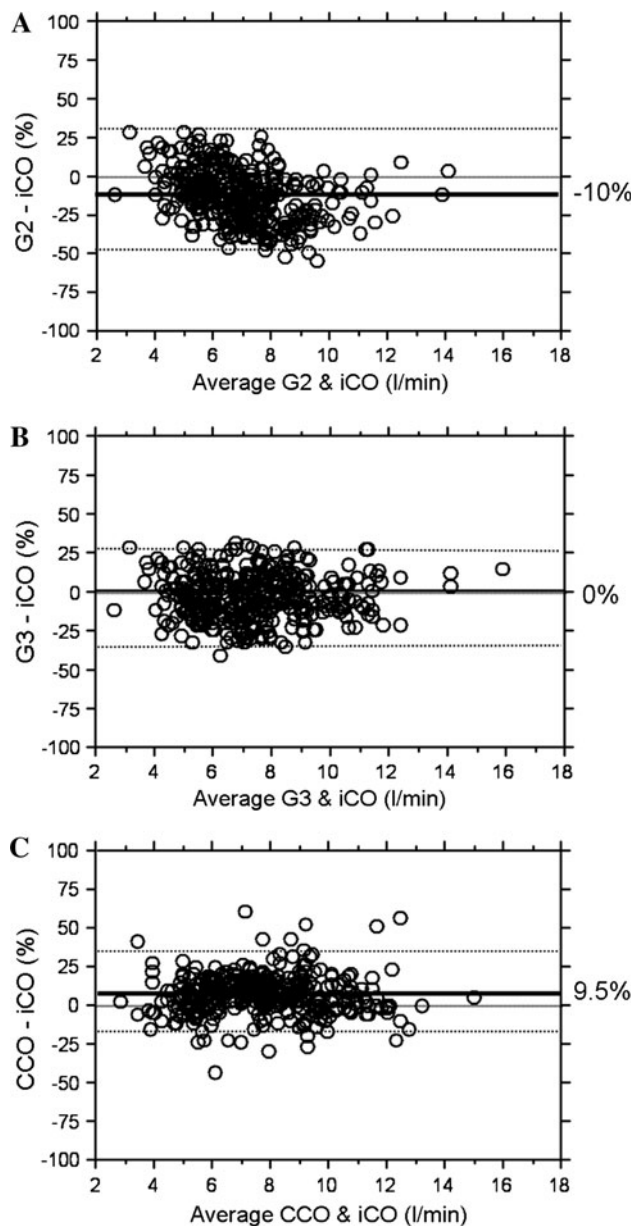 A
100
75
50
25
0
-25
-50
-75
-100
G2 - iCO (%)
-10%
2 4 6 8 10 12 14 16 18
Average G2 & iCO (l/min)
B
100
75
50
25
0
-25
-50
-75
-100
G3 - iCO (%)
0%
2 4 6 8 10 12 14 16 18
Average G3 & iCO (l/min)
C
100
75
50
25
0
-25
-50
-75
-100
CCO - iCO (%)
9.5%
2 4 6 8 10 12 14 16 18
Average CCO & iCO (l/min)